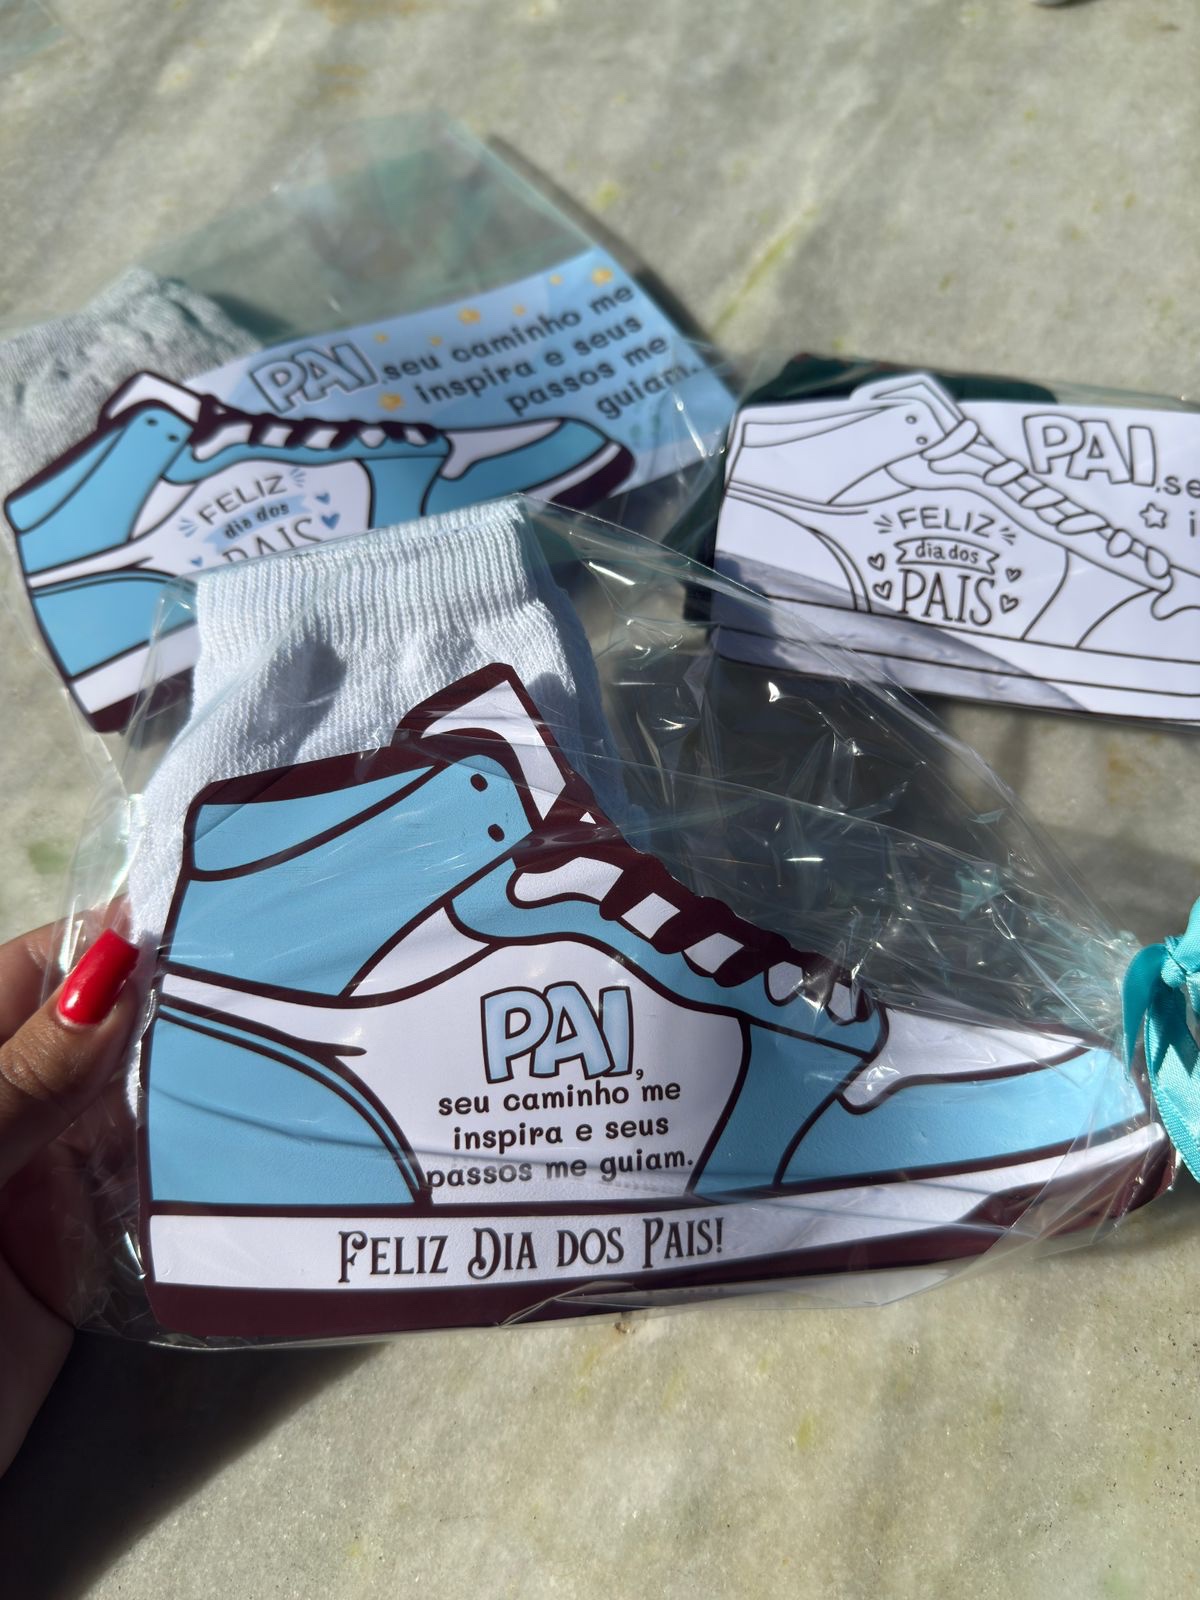 PAI, seu caminho me
inspira e seus
passos me
guiam.
FELIZ
dia dos
PAIS
PAI,
FELIZ
dia dos
PAIS
PAI,
seu caminho me
inspira e seus
passos me guiam.
FELIZ DIA DOS PAIS!